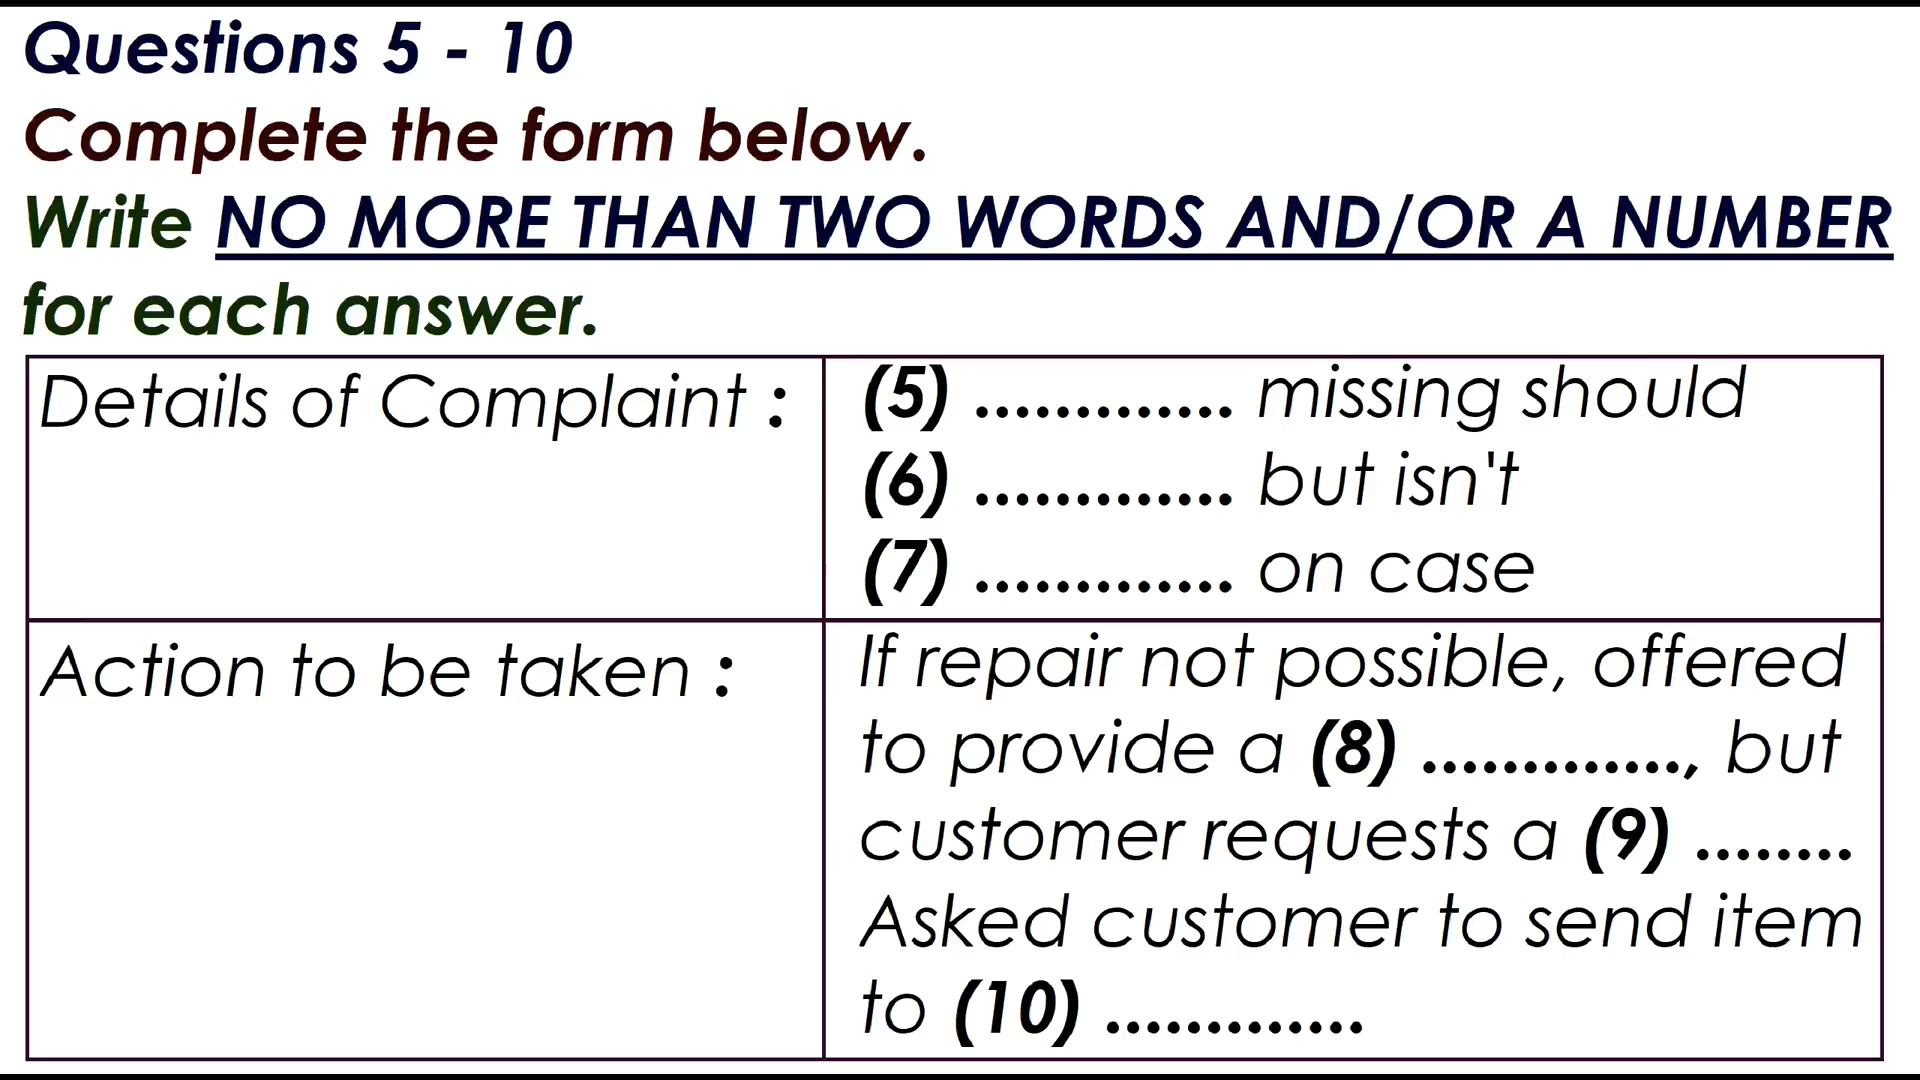 Questions 5 - 10
Complete the form below.
Write NO MORE THAN TWO WORDS AND/OR A NUMBER
for each answer.
Details of Complaint :
(5) ............. missing should
(6) ............. but isn't
(7) ............. on case
Action to be taken :
If repair not possible, offered
to provide a (8) ............., but
customer requests a (9) ........
Asked customer to send item
to (10) .............